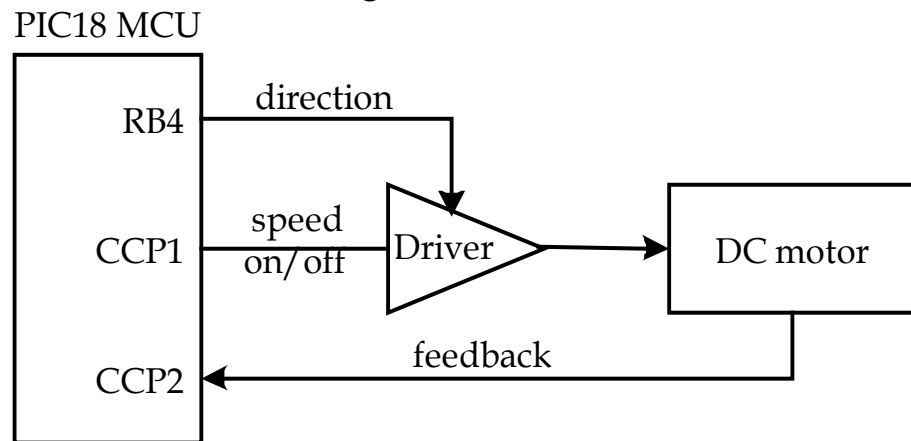 PIC18 MCU
direction
RB4
speed
CCP1
on/off
Driver
DC motor
feedback
CCP2